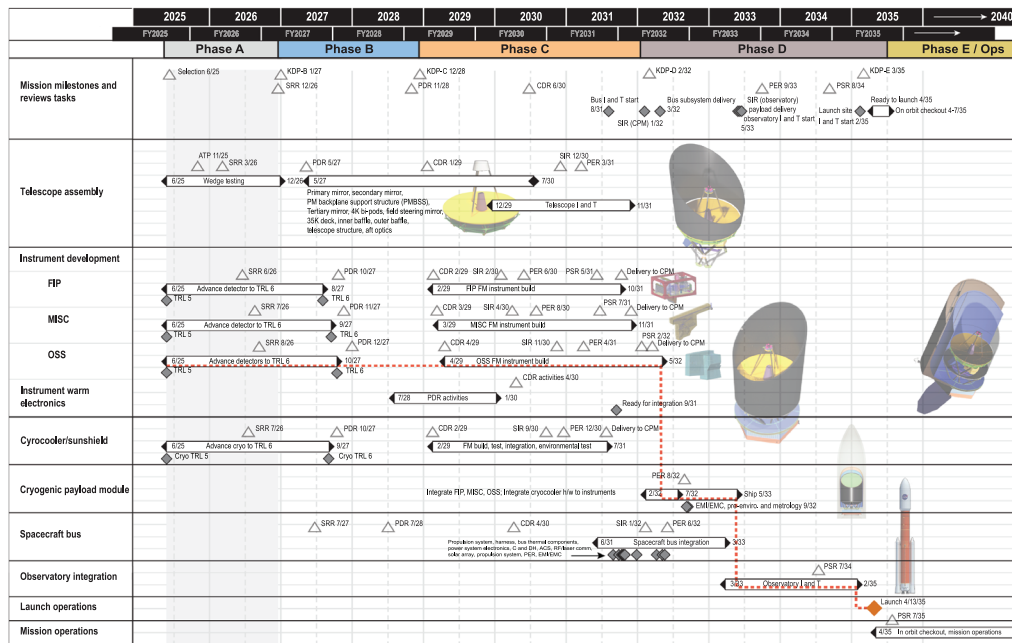 2025 2026 2027 2028 2029 2030 2031 2032 2033 2034 2035 2040
FY2025 FY2026 FY2027 FY2028 FY2029 FY2030 FY2031 FY2032 FY2033 FY2034 FY2035
Phase A Phase B Phase C Phase D Phase E / Ops
Mission milestones and reviews tasks
Selection 6/25
KDP-B 1/27
SRR 12/26
KDP-C 12/28
PDR 11/28
CDR 6/30
KDP-D 2/32
PER 9/33
PSR 8/34
KDP-E 3/35
Bus I and T start
8/31
SIR (CPM) 1/32
Bus subsystem delivery
3/32
SIR (observatory)
payload delivery
observatory I and T start
5/33
Launch site
I and T start 2/35
Ready to launch 4/35
On orbit checkout 4-7/35
Telescope assembly
ATP 11/25
SRR 3/26
PDR 5/27
CDR 1/29
SIR 12/30
PER 3/31
6/25 Wedge testing 12/26
5/27 7/30
Primary mirror, secondary mirror,
PM backplane support structure (PMBSS),
Tertiary mirror, 4K bi-pods, field steering mirror,
35K deck, inner baffle, outer baffle,
telescope structure, aft optics
12/29 Telescope I and T 11/31
Instrument development
FIP
SRR 6/26
PDR 10/27
CDR 2/29
SIR 2/30
PER 6/30
PSR 5/31
Delivery to CPM
6/25 Advance detector to TRL 6 8/27
2/29 FIP FM instrument build 10/31
TRL 5 TRL 6
MISC
SRR 7/26
PDR 11/27
CDR 3/29
SIR 4/30
PER 8/30
PSR 7/31
Delivery to CPM
6/25 Advance detector to TRL 6 9/27
3/29 MISC FM instrument build 11/31
TRL 5 TRL 6
OSS
SRR 8/26
PDR 12/27
CDR 4/29
SIR 11/30
PER 4/31
PSR 2/32
Delivery to CPM
6/25 Advance detectors to TRL 6 10/27
4/29 OSS FM instrument build 5/32
TRL 5 TRL 6
Instrument warm electronics
CDR activities 4/30
7/28 PDR activities 1/30
Ready for integration 9/31
Cyrocooler/sunshield
SRR 7/26
PDR 10/27
CDR 2/29
SIR 9/30
PER 12/30
Delivery to CPM
6/25 Advance cryo to TRL 6 9/27
2/29 FM build, test, integration, environmental test 7/31
Cryo TRL 5 Cryo TRL 6
Cryogenic payload module
PER 8/32
Integrate FIP, MISC, OSS; Integrate cyrocooler h/w to instruments
2/32 7/32 Ship 5/33
EMI/EMC, pre-enviro. and metrology 9/32
Spacecraft bus
SRR 7/27
PDR 7/28
CDR 4/30
SIR 1/32
PER 6/32
6/31 Spacecraft bus integration 3/33
Propulsion system, harness, bus thermal components,
power system electronics, C and DH, ACS, RF/laser comm,
solar array, propulsion system, PER, EMI/EMC
Observatory integration
PSR 7/34
3/33 Observatory I and T 2/35
Launch operations
Launch 4/13/35
Mission operations
PSR 7/35
4/35 In orbit checkout, mission operations